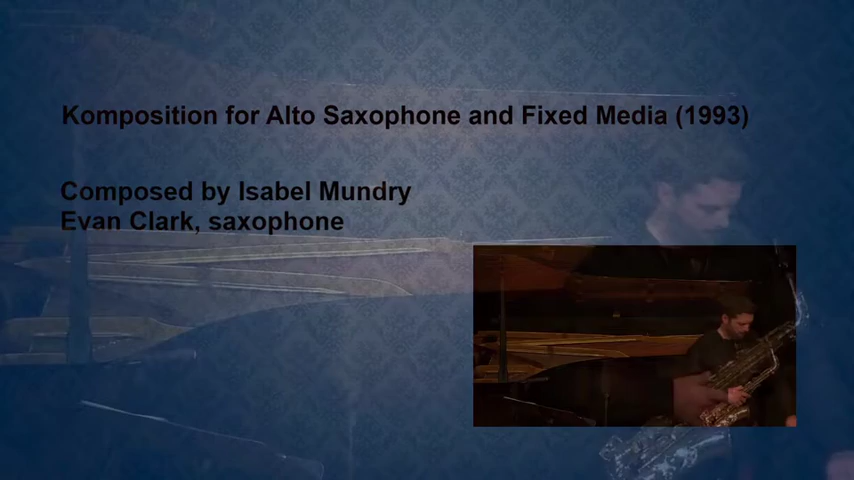 Komposition for Alto Saxophone and Fixed Media (1993)
Composed by Isabel Mundry
Evan Clark, saxophone